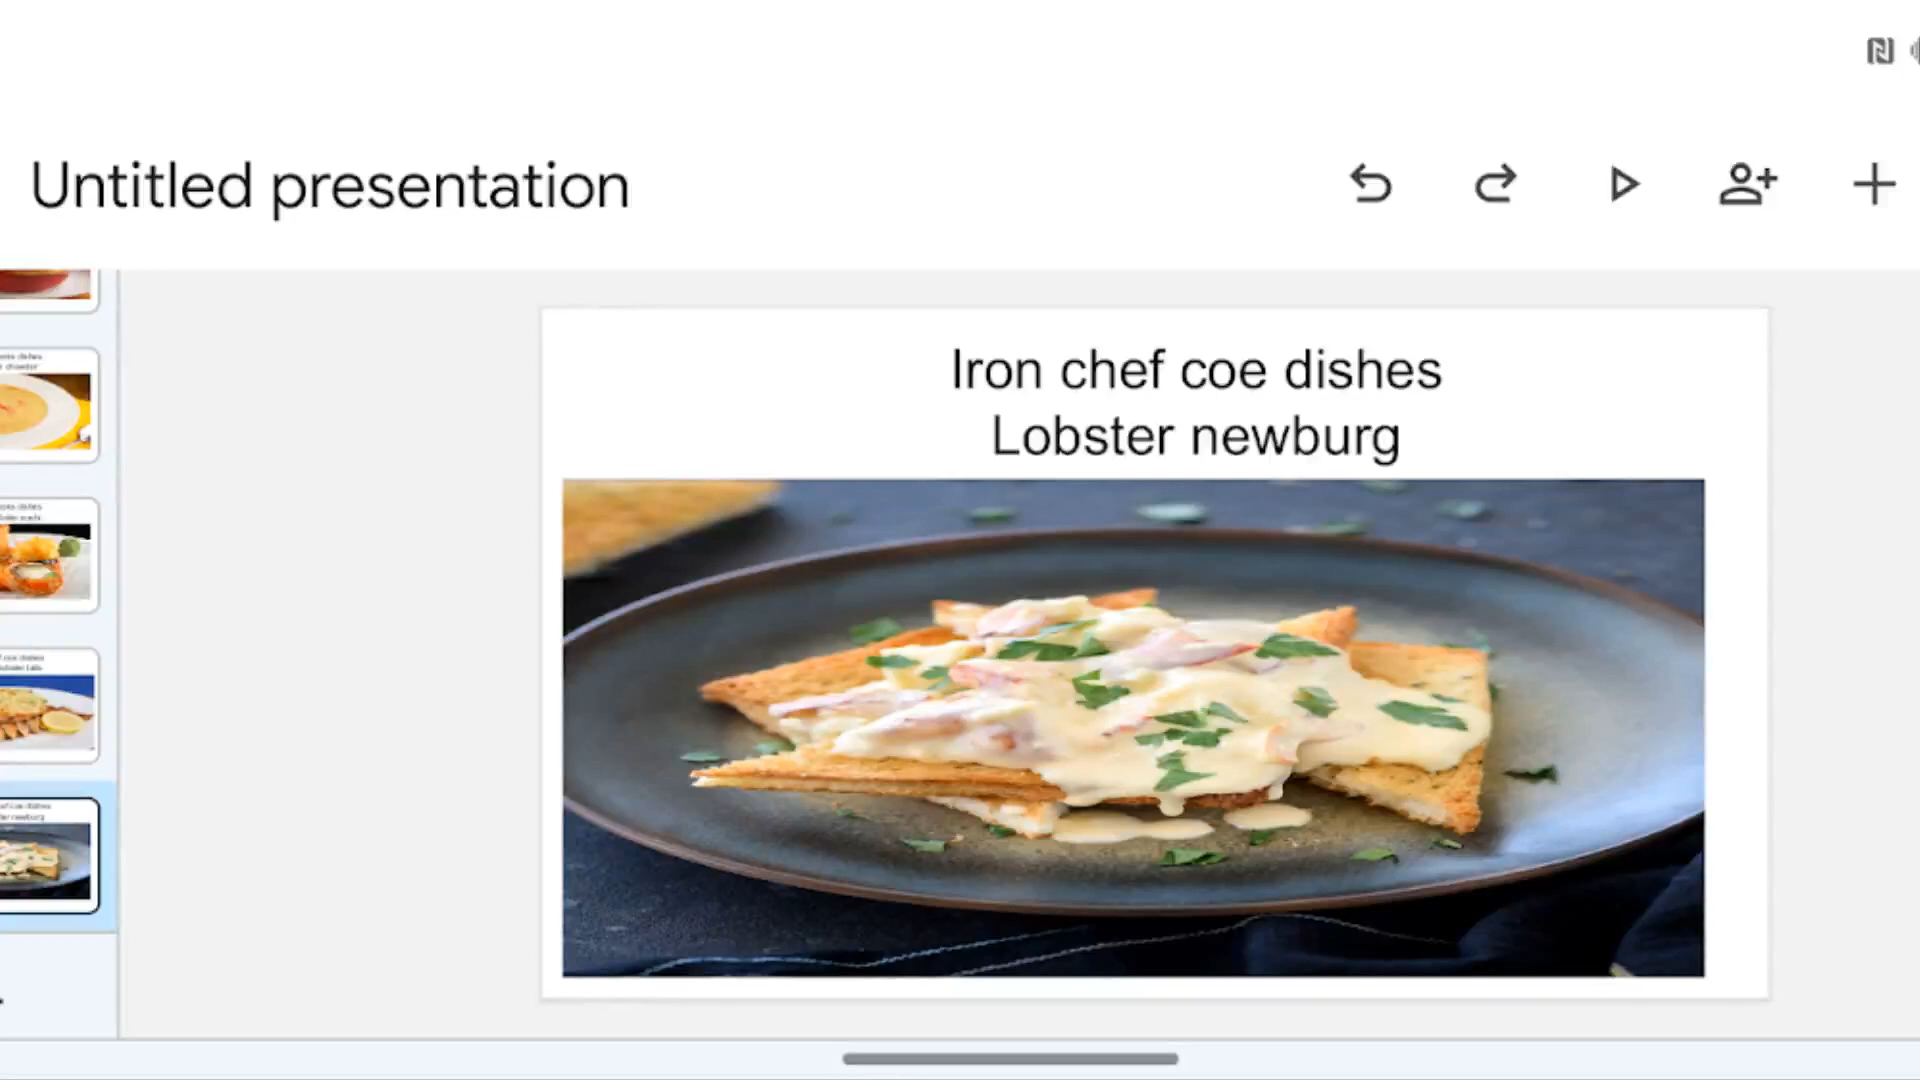 Untitled presentation
Iron chef coe dishes
Lobster newburg